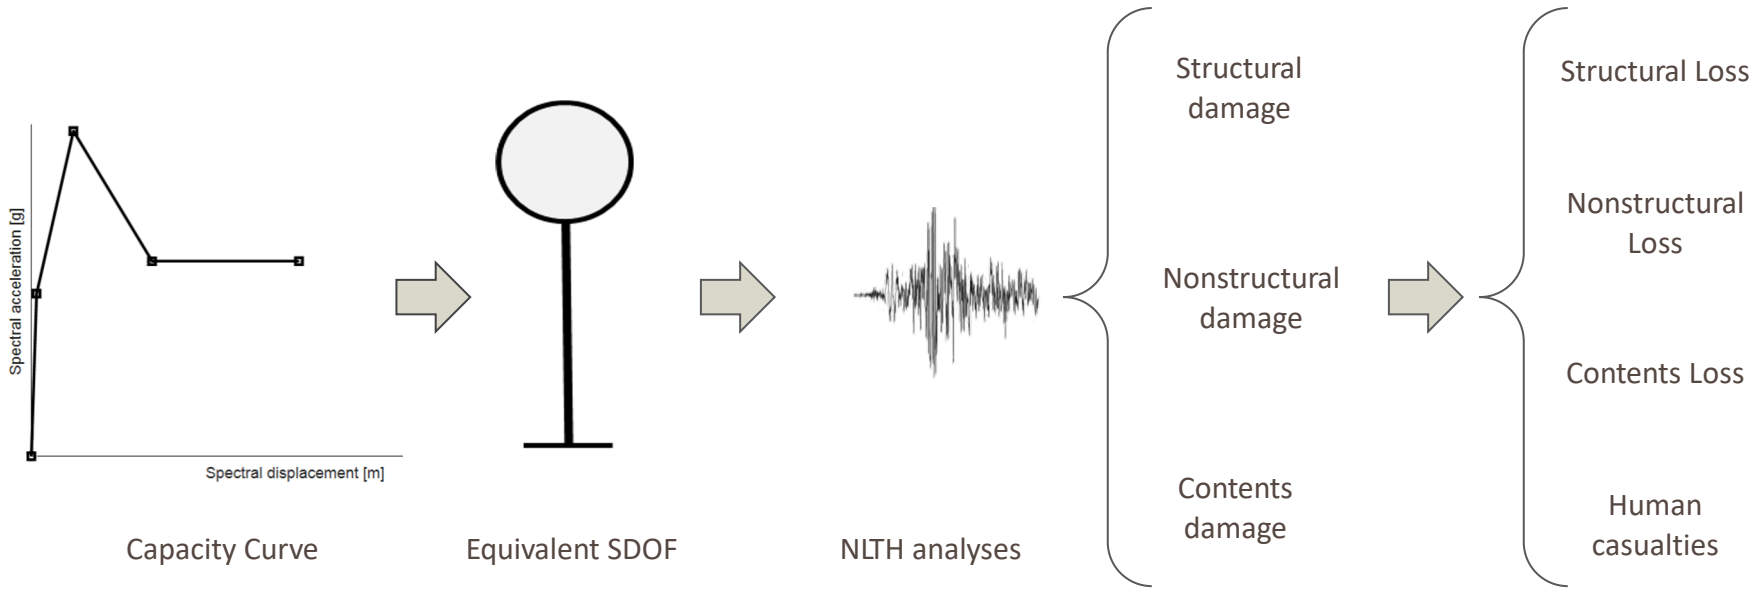 Spectral acceleration [g]
Spectral displacement [m]
Capacity Curve
Equivalent SDOF
NLTH analyses
Structural
damage
Nonstructural
damage
Contents
damage
Structural Loss
Nonstructural
Loss
Contents Loss
Human
casualties